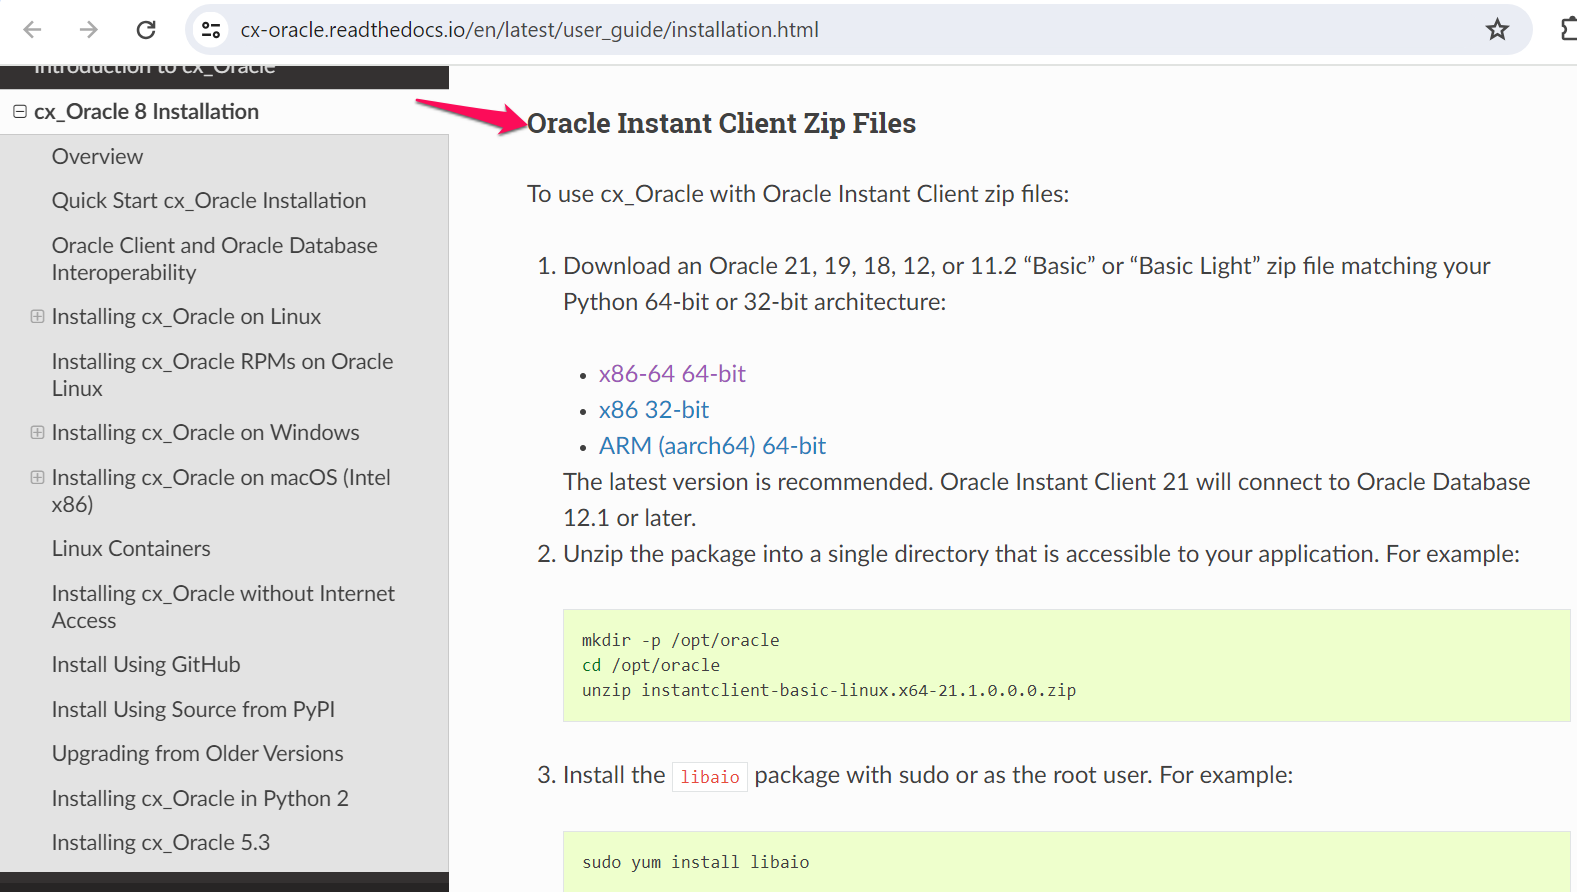 cx-oracle.readthedocs.io/en/latest/user_guide/installation.html
Introduction to cx_Oracle
cx_Oracle 8 Installation
Overview
Quick Start cx_Oracle Installation
Oracle Client and Oracle Database
Interoperability
Installing cx_Oracle on Linux
Installing cx_Oracle RPMs on Oracle
Linux
Installing cx_Oracle on Windows
Installing cx_Oracle on macOS (Intel
x86)
Linux Containers
Installing cx_Oracle without Internet
Access
Install Using GitHub
Install Using Source from PyPI
Upgrading from Older Versions
Installing cx_Oracle in Python 2
Installing cx_Oracle 5.3
Oracle Instant Client Zip Files
To use cx_Oracle with Oracle Instant Client zip files:
1. Download an Oracle 21, 19, 18, 12, or 11.2 “Basic” or “Basic Light” zip file matching your
Python 64-bit or 32-bit architecture:
• x86-64 64-bit
• x86 32-bit
• ARM (aarch64) 64-bit
The latest version is recommended. Oracle Instant Client 21 will connect to Oracle Database
12.1 or later.
2. Unzip the package into a single directory that is accessible to your application. For example:
mkdir -p /opt/oracle
cd /opt/oracle
unzip instantclient-basic-linux.x64-21.1.0.0.0.zip
3. Install the libaio package with sudo or as the root user. For example:
sudo yum install libaio